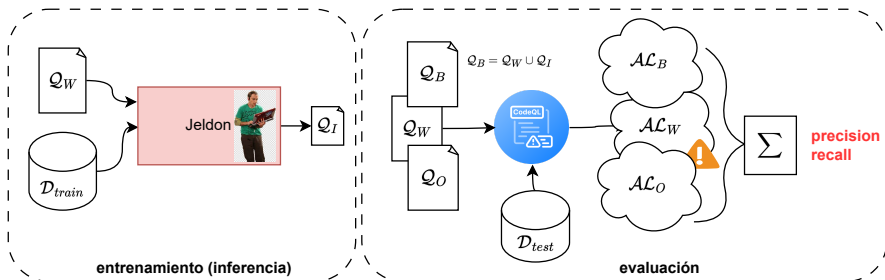 𝒬_W
𝒟_train
Jeldon
𝒬_I
entrenamiento (inferencia)
𝒬_B
𝒬_B = 𝒬_W ∪ 𝒬_I
𝒬_W
𝒬_O
CodeQL
𝒟_test
𝒜ℒ_B
𝒜ℒ_W
𝒜ℒ_O
Σ
precision
recall
evaluación